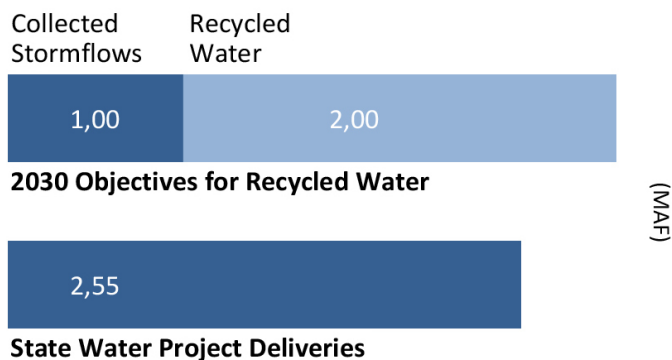 Collected
Stormflows
Recycled
Water
1,00
2,00
2030 Objectives for Recycled Water
(MAF)
2,55
State Water Project Deliveries